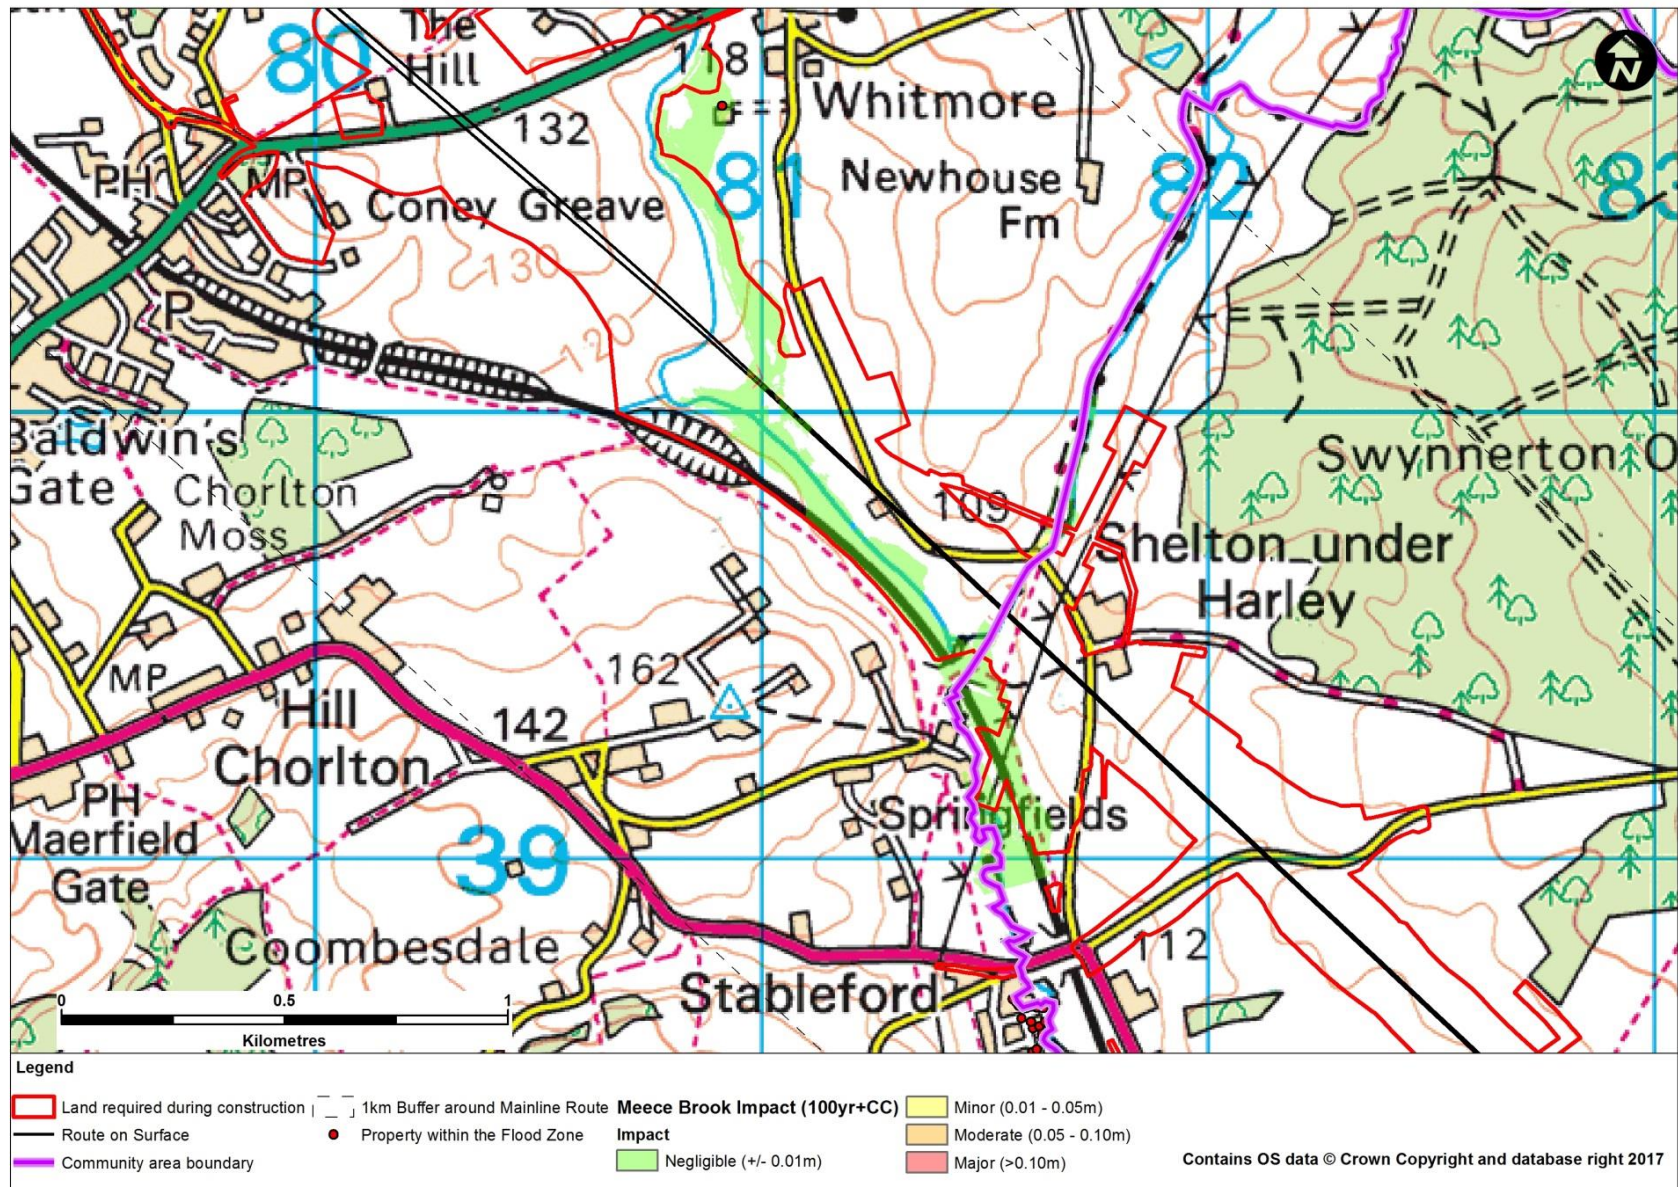 80
The
Hill
118
N
132
Whitmore
PH
MP
81
82
83
Newhouse
Fm
Coney Greave
130
P
120
Baldwin's
Gate
Chorlton
Moss
109
Swynnerton O
Shelton under
Harley
MP
162
Hill
Chorlton
142
PH
Maerfield
Gate
39
Springfields
Coombesdale
112
Stableford
0 0.5 1
Kilometres
Legend
Land required during construction
Route on Surface
Community area boundary
1km Buffer around Mainline Route
Property within the Flood Zone
Meece Brook Impact (100yr+CC)
Impact
Negligible (+/- 0.01m)
Minor (0.01 - 0.05m)
Moderate (0.05 - 0.10m)
Major (>0.10m)
Contains OS data © Crown Copyright and database right 2017